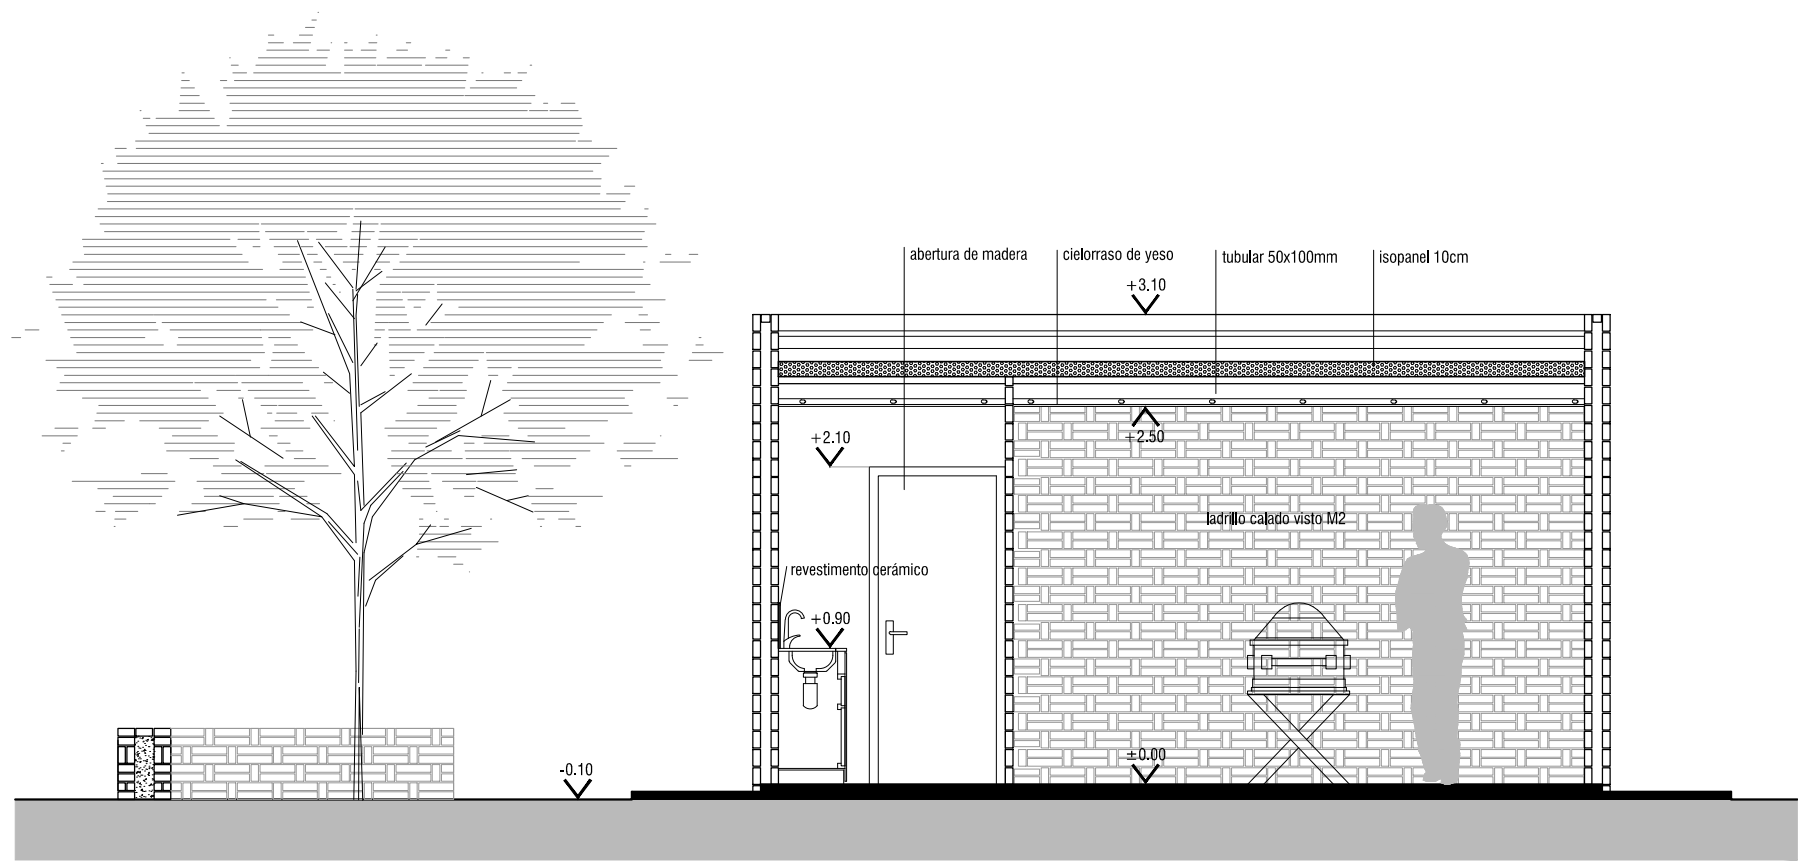 abertura de madera
cielorraso de yeso
tubular 50x100mm
isopanel 10cm
+3.10
+2.10
+2.50
ladrillo calado visto M2
revestimento cerámico
+0.90
±0.00
-0.10